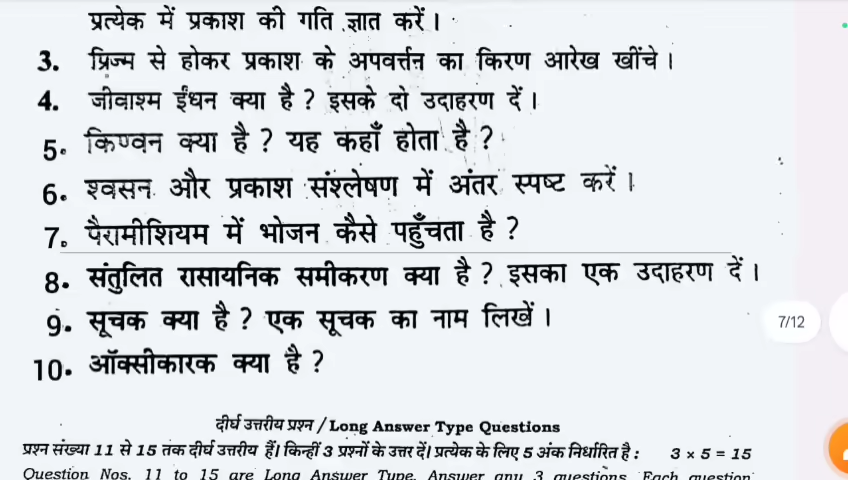 प्रत्येक में प्रकाश की गति ज्ञात करें।
3. प्रिज्म से होकर प्रकाश के अपवर्त्तन का किरण आरेख खींचे।
4. जीवाश्म ईंधन क्या है ? इसके दो उदाहरण दें।
5. किण्वन क्या है ? यह कहाँ होता है ?
6. श्वसन और प्रकाश संश्लेषण में अंतर स्पष्ट करें।
7. पैरामीशियम में भोजन कैसे पहुँचता है ?
8. संतुलित रासायनिक समीकरण क्या है ? इसका एक उदाहरण दें।
9. सूचक क्या है ? एक सूचक का नाम लिखें।
7/12
10. ऑक्सीकारक क्या है ?
दीर्घ उत्तरीय प्रश्न / Long Answer Type Questions
प्रश्न संख्या 11 से 15 तक दीर्घ उत्तरीय हैं। किन्हीं 3 प्रश्नों के उत्तर दें। प्रत्येक के लिए 5 अंक निर्धारित है : 3 × 5 = 15
Question Nos. 11 to 15 are Long Answer Type. Answer any 3 questions. Each question